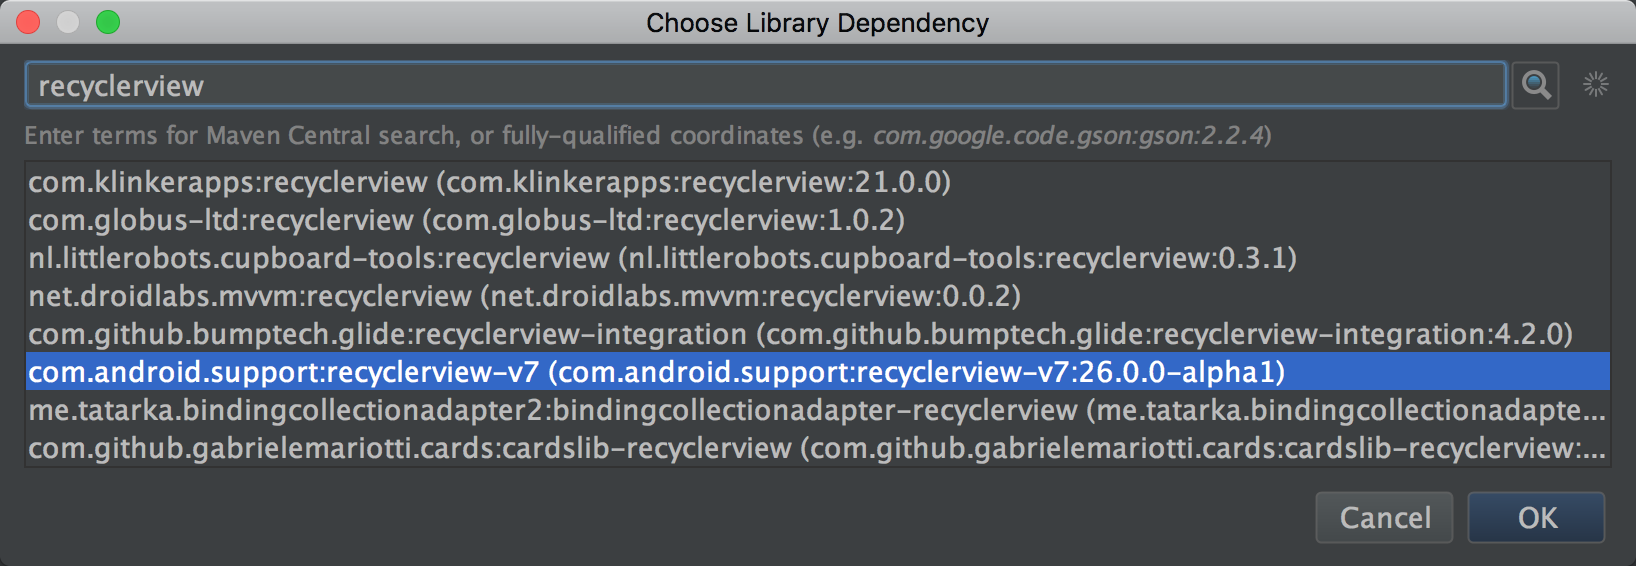 Choose Library Dependency
recyclerview
Enter terms for Maven Central search, or fully-qualified coordinates (e.g. com.google.code.gson:gson:2.2.4)
com.klinkerapps:recyclerview (com.klinkerapps:recyclerview:21.0.0)
com.globus-ltd:recyclerview (com.globus-ltd:recyclerview:1.0.2)
nl.littlerobots.cupboard-tools:recyclerview (nl.littlerobots.cupboard-tools:recyclerview:0.3.1)
net.droidlabs.mvvm:recyclerview (net.droidlabs.mvvm:recyclerview:0.0.2)
com.github.bumptech.glide:recyclerview-integration (com.github.bumptech.glide:recyclerview-integration:4.2.0)
com.android.support:recyclerview-v7 (com.android.support:recyclerview-v7:26.0.0-alpha1)
me.tatarka.bindingcollectionadapter2:bindingcollectionadapter-recyclerview (me.tatarka.bindingcollectionadapte...
com.github.gabrielemariotti.cards:cardslib-recyclerview (com.github.gabrielemariotti.cards:cardslib-recyclerview:...
Cancel OK